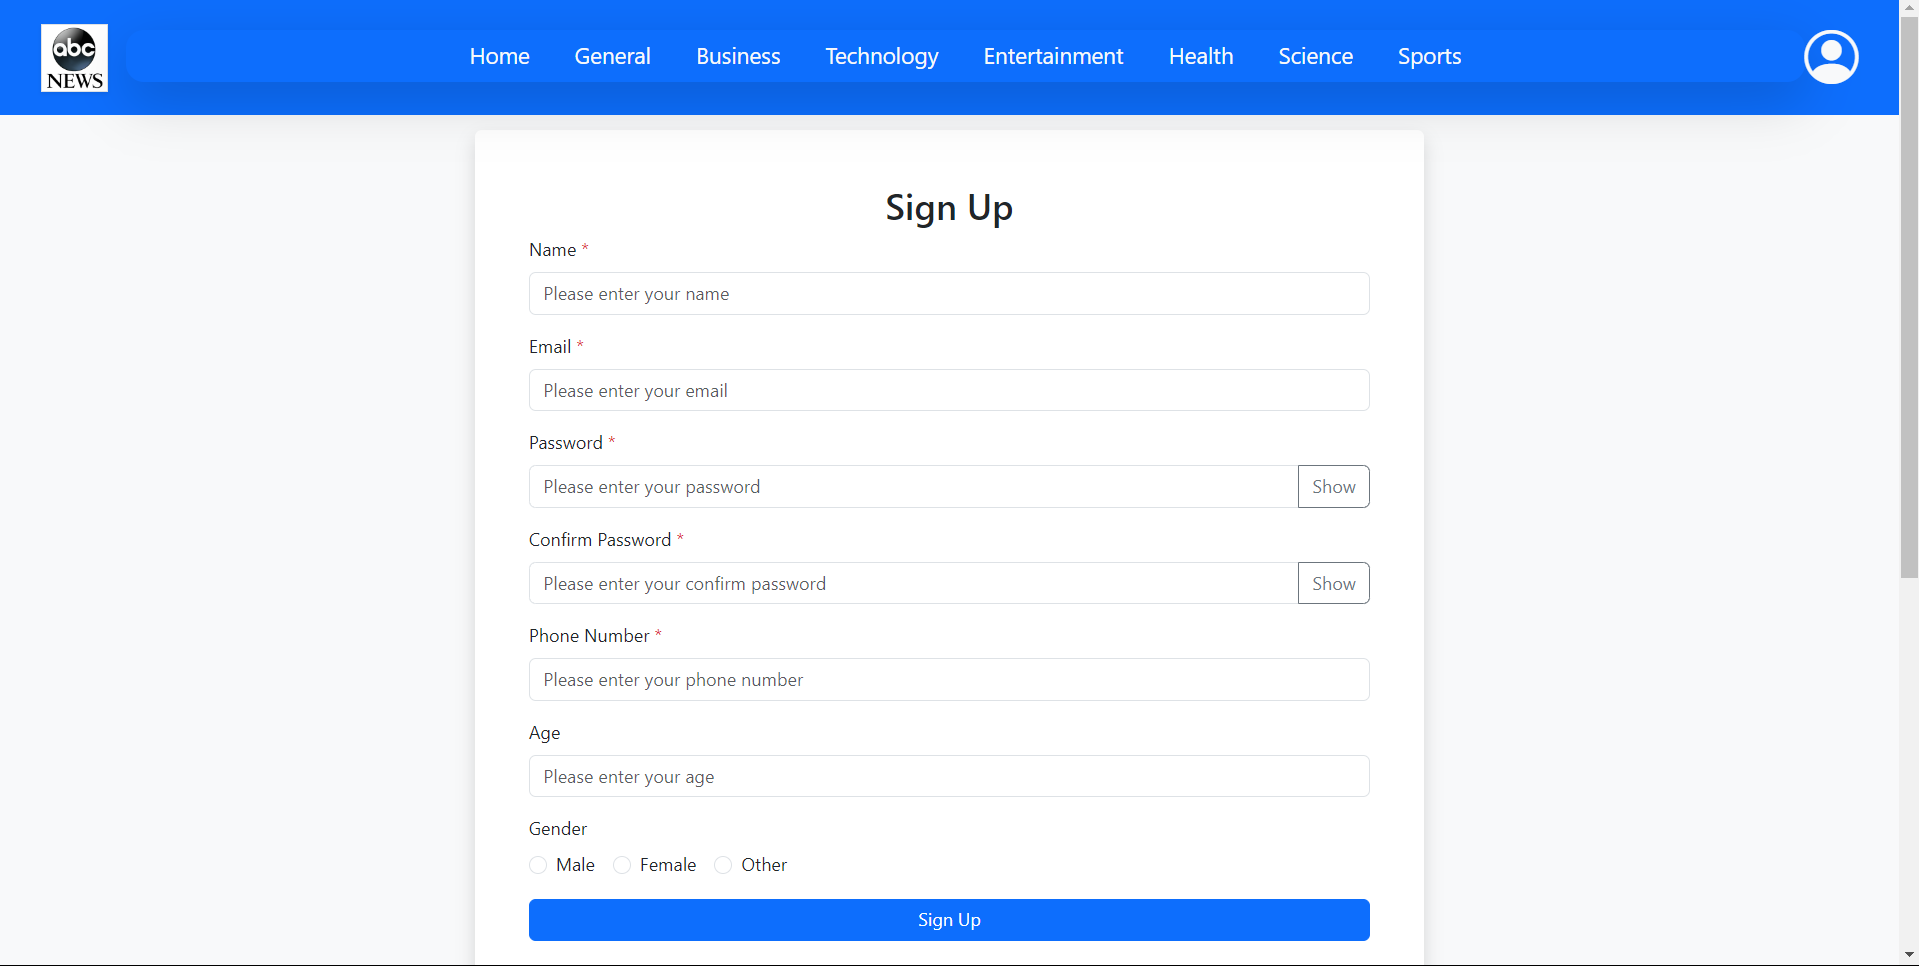 abc
NEWS
Home General Business Technology Entertainment Health Science Sports
Sign Up
Name *
Please enter your name
Email *
Please enter your email
Password *
Please enter your password Show
Confirm Password *
Please enter your confirm password Show
Phone Number *
Please enter your phone number
Age
Please enter your age
Gender
Male Female Other
Sign Up